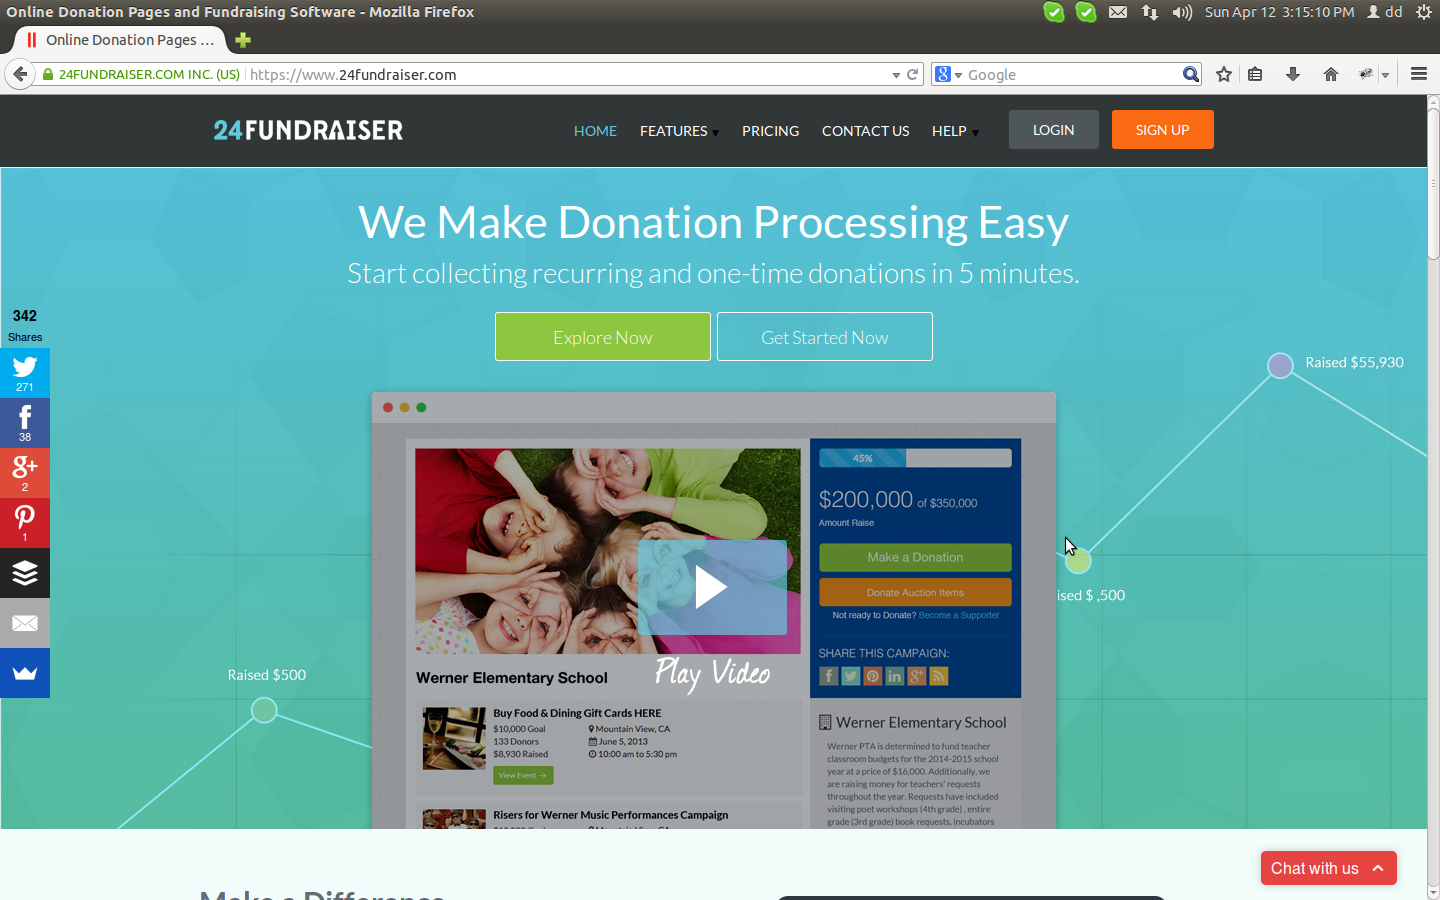 Online Donation Pages and Fundraising Software - Mozilla Firefox
Sun Apr 12 3:15:10 PM dd
Online Donation Pages ...
24FUNDRAISER.COM INC. (US) https://www.24fundraiser.com
Google
24FUNDRAISER
HOME FEATURES PRICING CONTACT US HELP LOGIN SIGN UP
We Make Donation Processing Easy
Start collecting recurring and one-time donations in 5 minutes.
Explore Now
Get Started Now
342
Shares
271
38
2
1
Raised $55,930
ised $ ,500
Raised $500
45%
$200,000 of $350,000
Amount Raise
Make a Donation
Donate Auction Items
Not ready to Donate? Become a Supporter
SHARE THIS CAMPAIGN:
Play Video
Werner Elementary School
Buy Food & Dining Gift Cards HERE
$10,000 Goal
133 Donors
$8,930 Raised
Mountain View, CA
June 5, 2013
10:00 am to 5:30 pm
View Event →
Risers for Werner Music Performances Campaign
Werner Elementary School
Werner PTA is determined to fund teacher
classroom budgets for the 2014-2015 school
year at a price of $16,000. Additionally, we
are raising money for teachers' requests
throughout the year. Requests have included
visiting poet workshops (4th grade) , entire
grade (3rd grade) book requests, incubators
Make a Difference
Chat with us